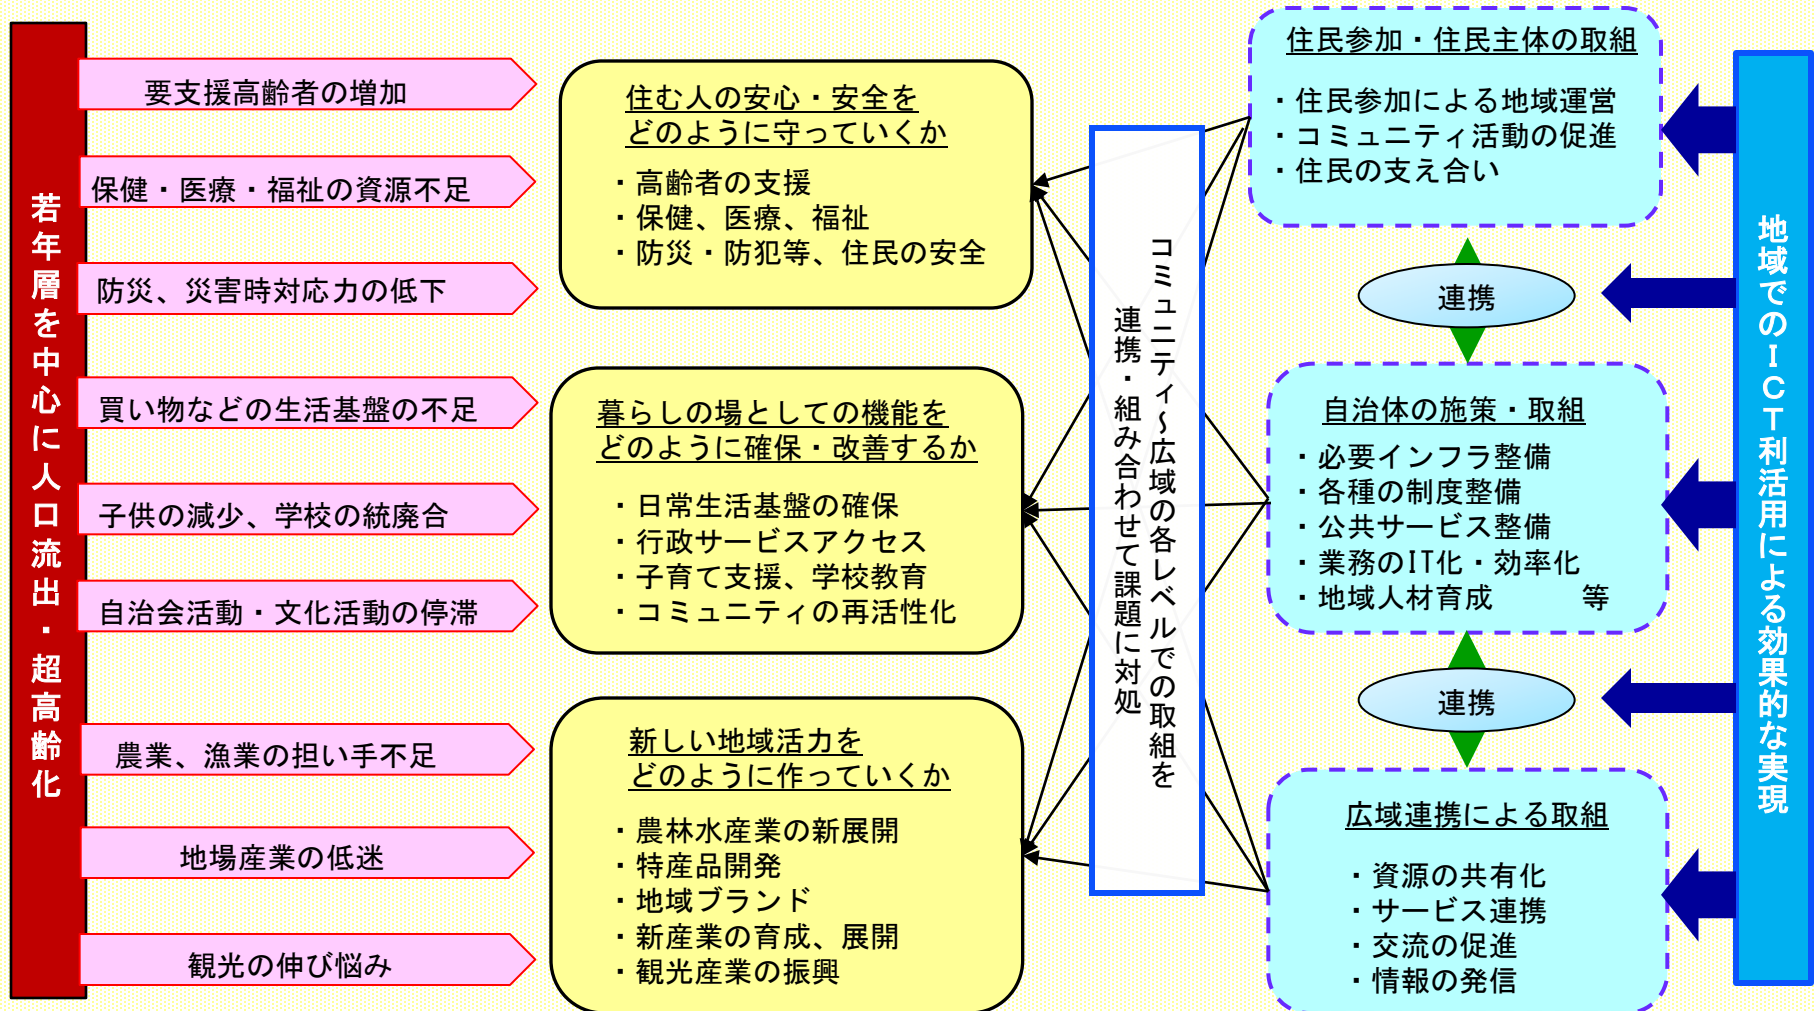 若年層を中心に人口流出・超高齢化
要支援高齢者の増加
保健・医療・福祉の資源不足
防災、災害時対応力の低下
買い物などの生活基盤の不足
子供の減少、学校の統廃合
自治会活動・文化活動の停滞
農業、漁業の担い手不足
地場産業の低迷
観光の伸び悩み
住む人の安心・安全を
どのように守っていくか
・高齢者の支援
・保健、医療、福祉
・防災・防犯等、住民の安全
暮らしの場としての機能を
どのように確保・改善するか
・日常生活基盤の確保
・行政サービスアクセス
・子育て支援、学校教育
・コミュニティの再活性化
新しい地域活力を
どのように作っていくか
・農林水産業の新展開
・特産品開発
・地域ブランド
・新産業の育成、展開
・観光産業の振興
コミュニティ～広域の各レベルでの取組を
連携・組み合わせて課題に対処
住民参加・住民主体の取組
・住民参加による地域運営
・コミュニティ活動の促進
・住民の支え合い
連携
自治体の施策・取組
・必要インフラ整備
・各種の制度整備
・公共サービス整備
・業務のIT化・効率化
・地域人材育成　　　等
連携
広域連携による取組
・資源の共有化
・サービス連携
・交流の促進
・情報の発信
地域でのＩＣＴ利活用による効果的な実現